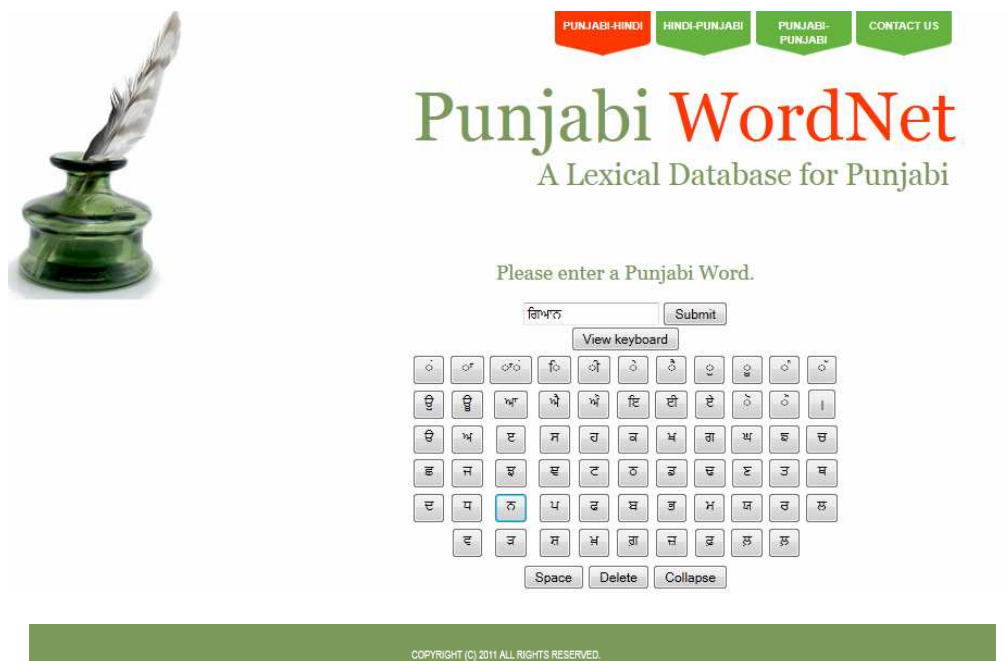 PUNJABI-HINDI HINDI-PUNJABI PUNJABI-PUNJABI CONTACT US
Punjabi WordNet
A Lexical Database for Punjabi
Please enter a Punjabi Word.
ਗਿਆਨ Submit
View keyboard
ਂ ਾ ਾਂ ਿ ੀ ੇ ੈ ੁ ੂ ੰ ੱ
ਉ ਊ ਆ ਐ ਔ ਇ ਈ ਏ ੋ ੌ ।
ੳ ਅ ੲ ਸ ਹ ਕ ਖ ਗ ਘ ਙ ਚ
ਛ ਜ ਝ ਞ ਟ ਠ ਡ ਢ ਣ ਤ ਥ
ਦ ਧ ਨ ਪ ਫ ਬ ਭ ਮ ਯ ਰ ਲ
ਵ ੜ ਸ਼ ਖ਼ ਗ਼ ਜ਼ ਫ਼ ਲ਼ ਲ਼
Space Delete Collapse
COPYRIGHT (C) 2011 ALL RIGHTS RESERVED.